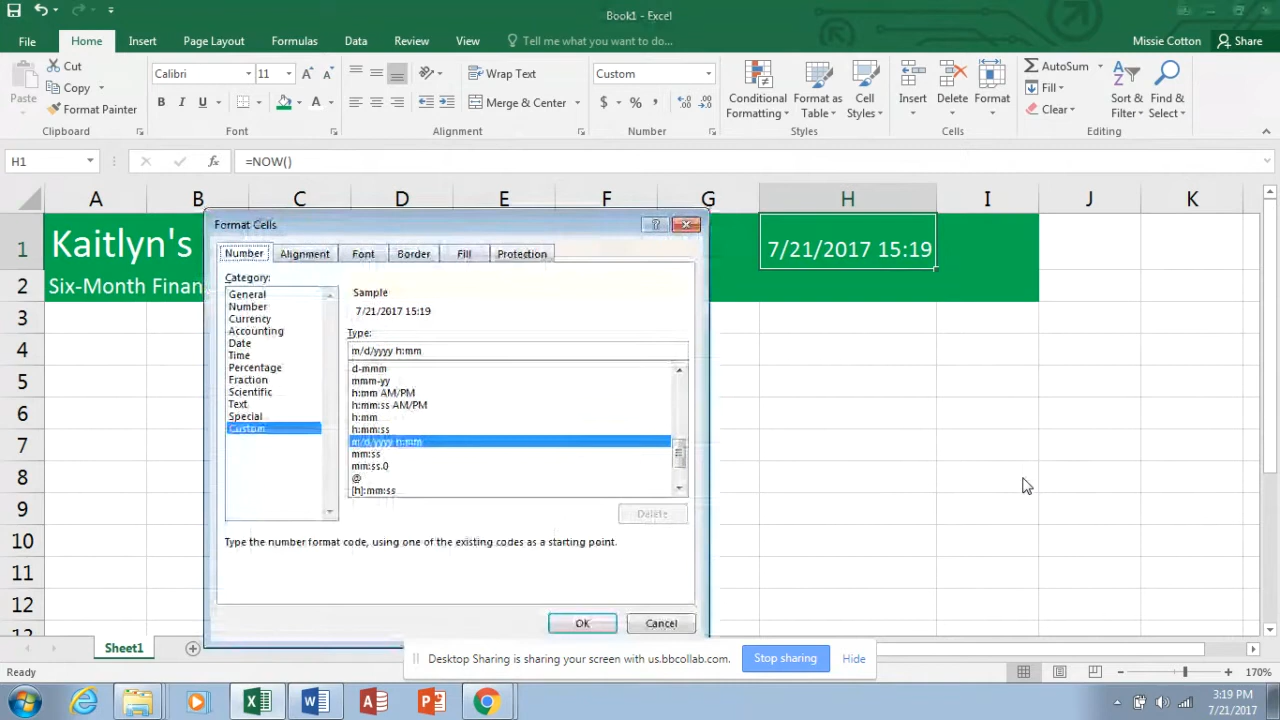 Book1 - Excel
File Home Insert Page Layout Formulas Data Review View Tell me what you want to do... Missie Cotton Share
Cut
Copy
Format Painter
Paste
Calibri 11
B I U
A A
Wrap Text
Merge & Center
Custom
$ % ,
Conditional Formatting
Format as Table
Cell Styles
Insert
Delete
Format
AutoSum
Fill
Clear
Sort & Filter
Find & Select
Clipboard Font Alignment Number Styles Cells Editing
H1 fx =NOW()
A B C D E F G H I J K
1 Kaitlyn's 7/21/2017 15:19
2 Six-Month Finan
3
4
5
6
7
8
9
10
11
12
Format Cells
Number Alignment Font Border Fill Protection
Category:
General
Number
Currency
Accounting
Date
Time
Percentage
Fraction
Scientific
Text
Special
Custom
Sample
7/21/2017 15:19
Type:
m/d/yyyy h:mm
d-mmm
mmm-yy
h:mm AM/PM
h:mm:ss AM/PM
h:mm
h:mm:ss
m/d/yyyy h:mm
mm:ss
mm:ss.0
@
[h]:mm:ss
Delete
Type the number format code, using one of the existing codes as a starting point.
OK Cancel
Sheet1
Desktop Sharing is sharing your screen with us.bbcollab.com. Stop sharing Hide
Ready 170%
3:19 PM
7/21/2017